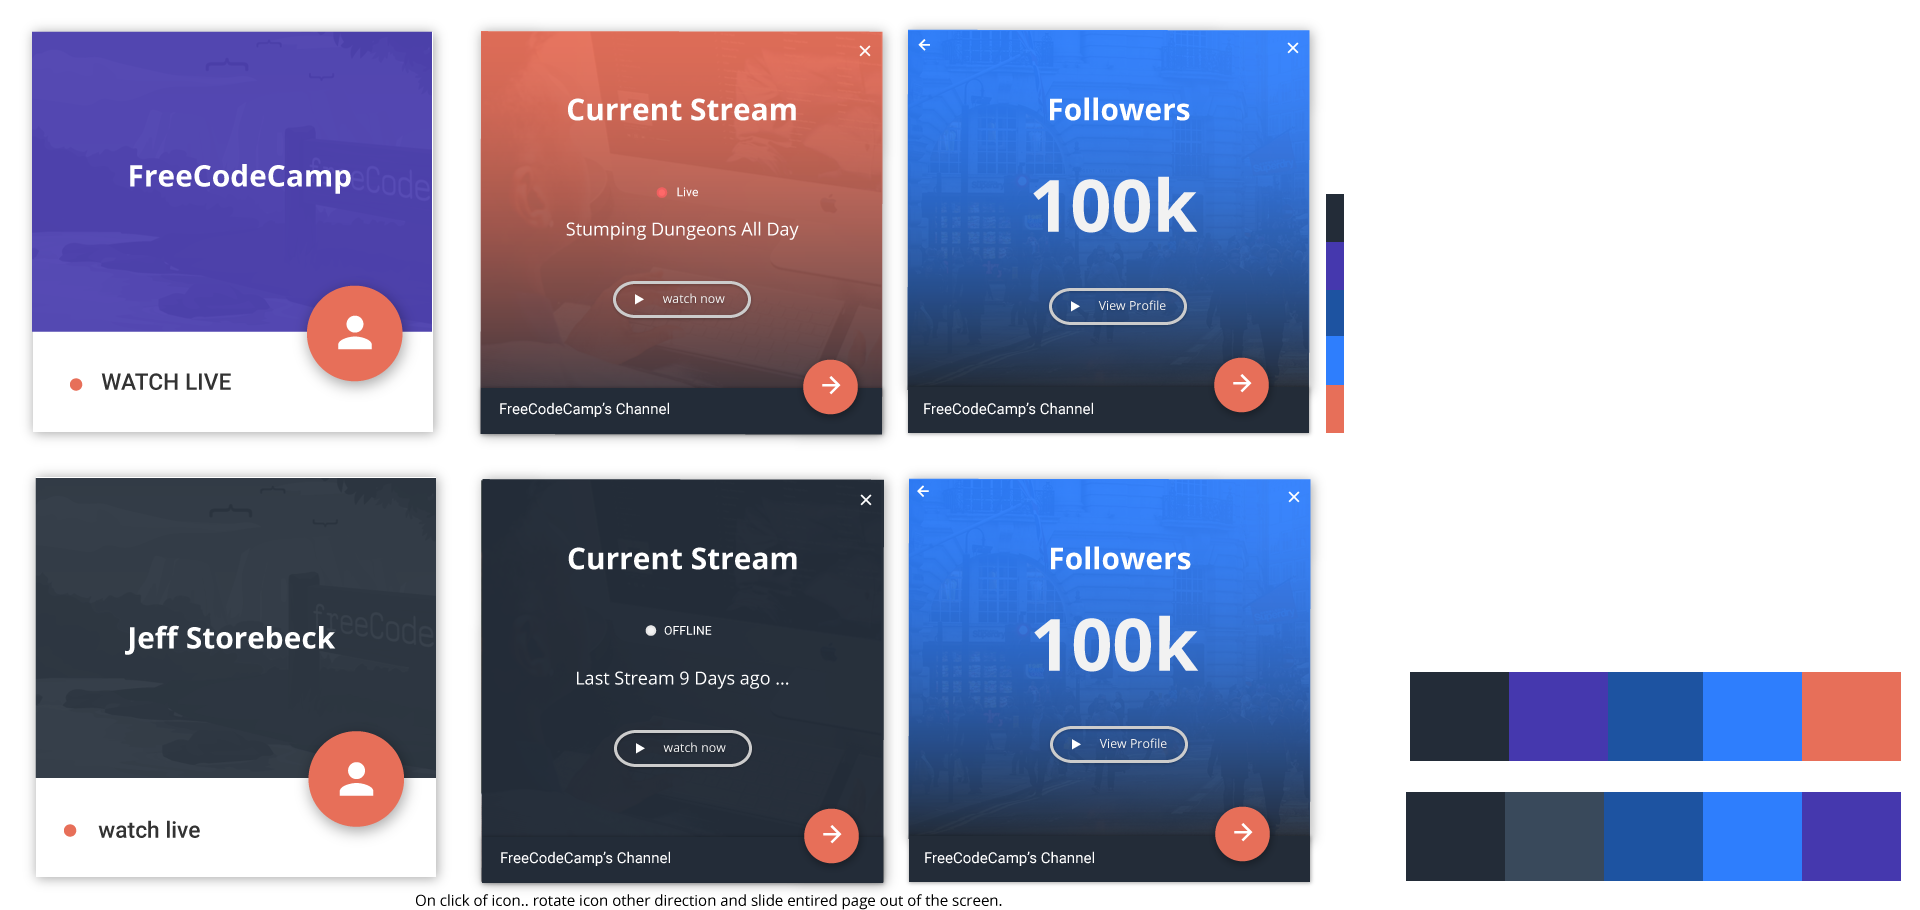 FreeCodeCamp
freeCode
WATCH LIVE
Current Stream
Live
Stumping Dungeons All Day
watch now
FreeCodeCamp's Channel
Followers
100k
View Profile
FreeCodeCamp's Channel
Jeff Storebeck
freeCode
watch live
Current Stream
OFFLINE
Last Stream 9 Days ago ...
watch now
FreeCodeCamp's Channel
Followers
100k
View Profile
FreeCodeCamp's Channel
On click of icon.. rotate icon other direction and slide entired page out of the screen.